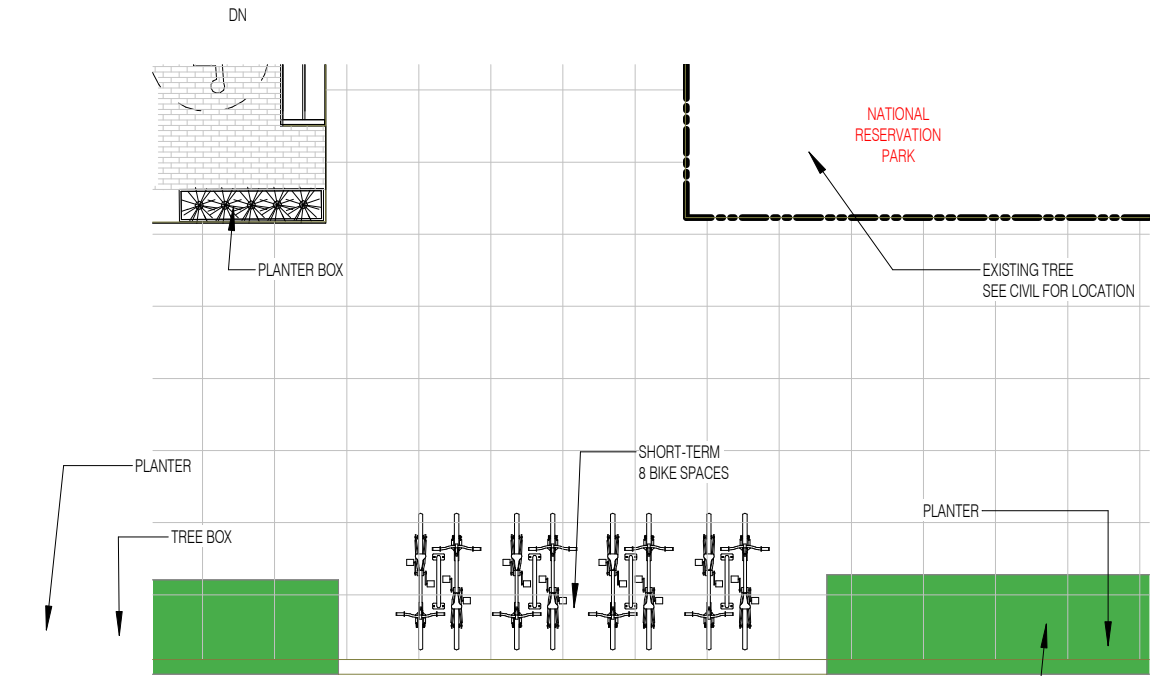 DN
NATIONAL
RESERVATION
PARK
PLANTER BOX
EXISTING TREE
SEE CIVIL FOR LOCATION
SHORT-TERM
8 BIKE SPACES
PLANTER
PLANTER
TREE BOX